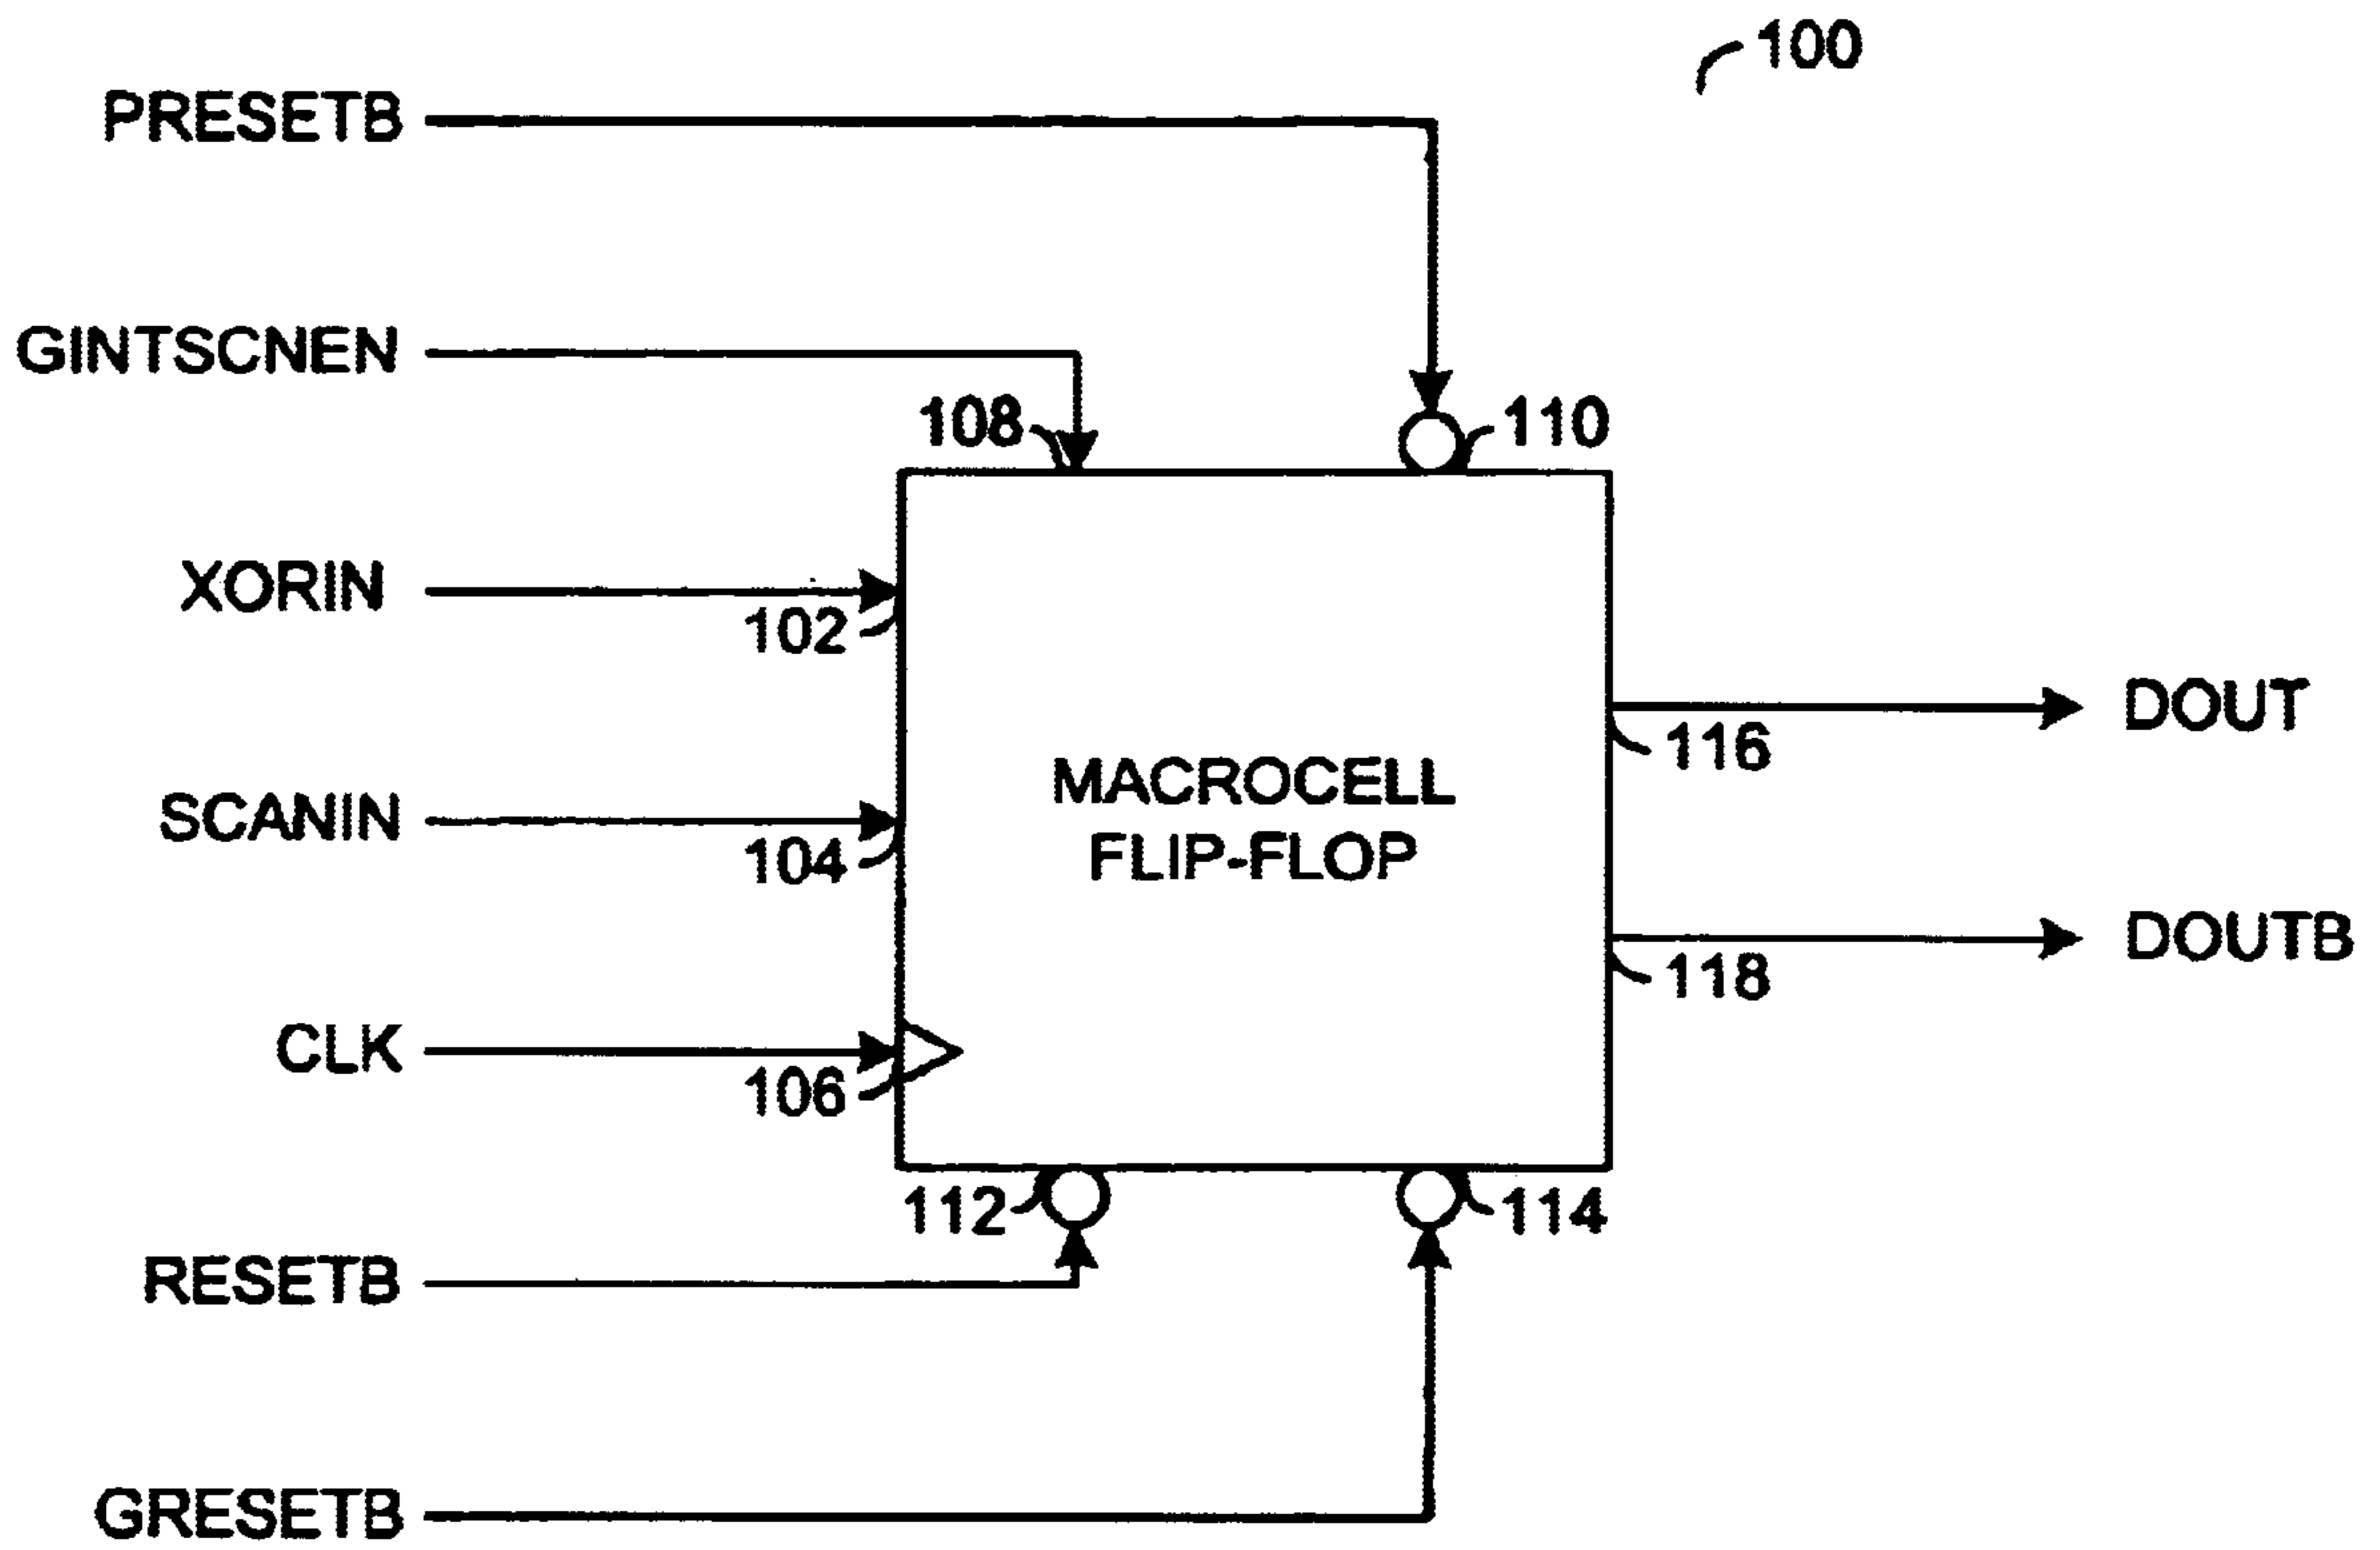 100
PRESETB
GINTSCNEN
108
110
XORIN
102
SCANIN
104
MACROCELL
FLIP-FLOP
DOUT
116
DOUTB
118
CLK
106
112
114
RESETB
GRESETB